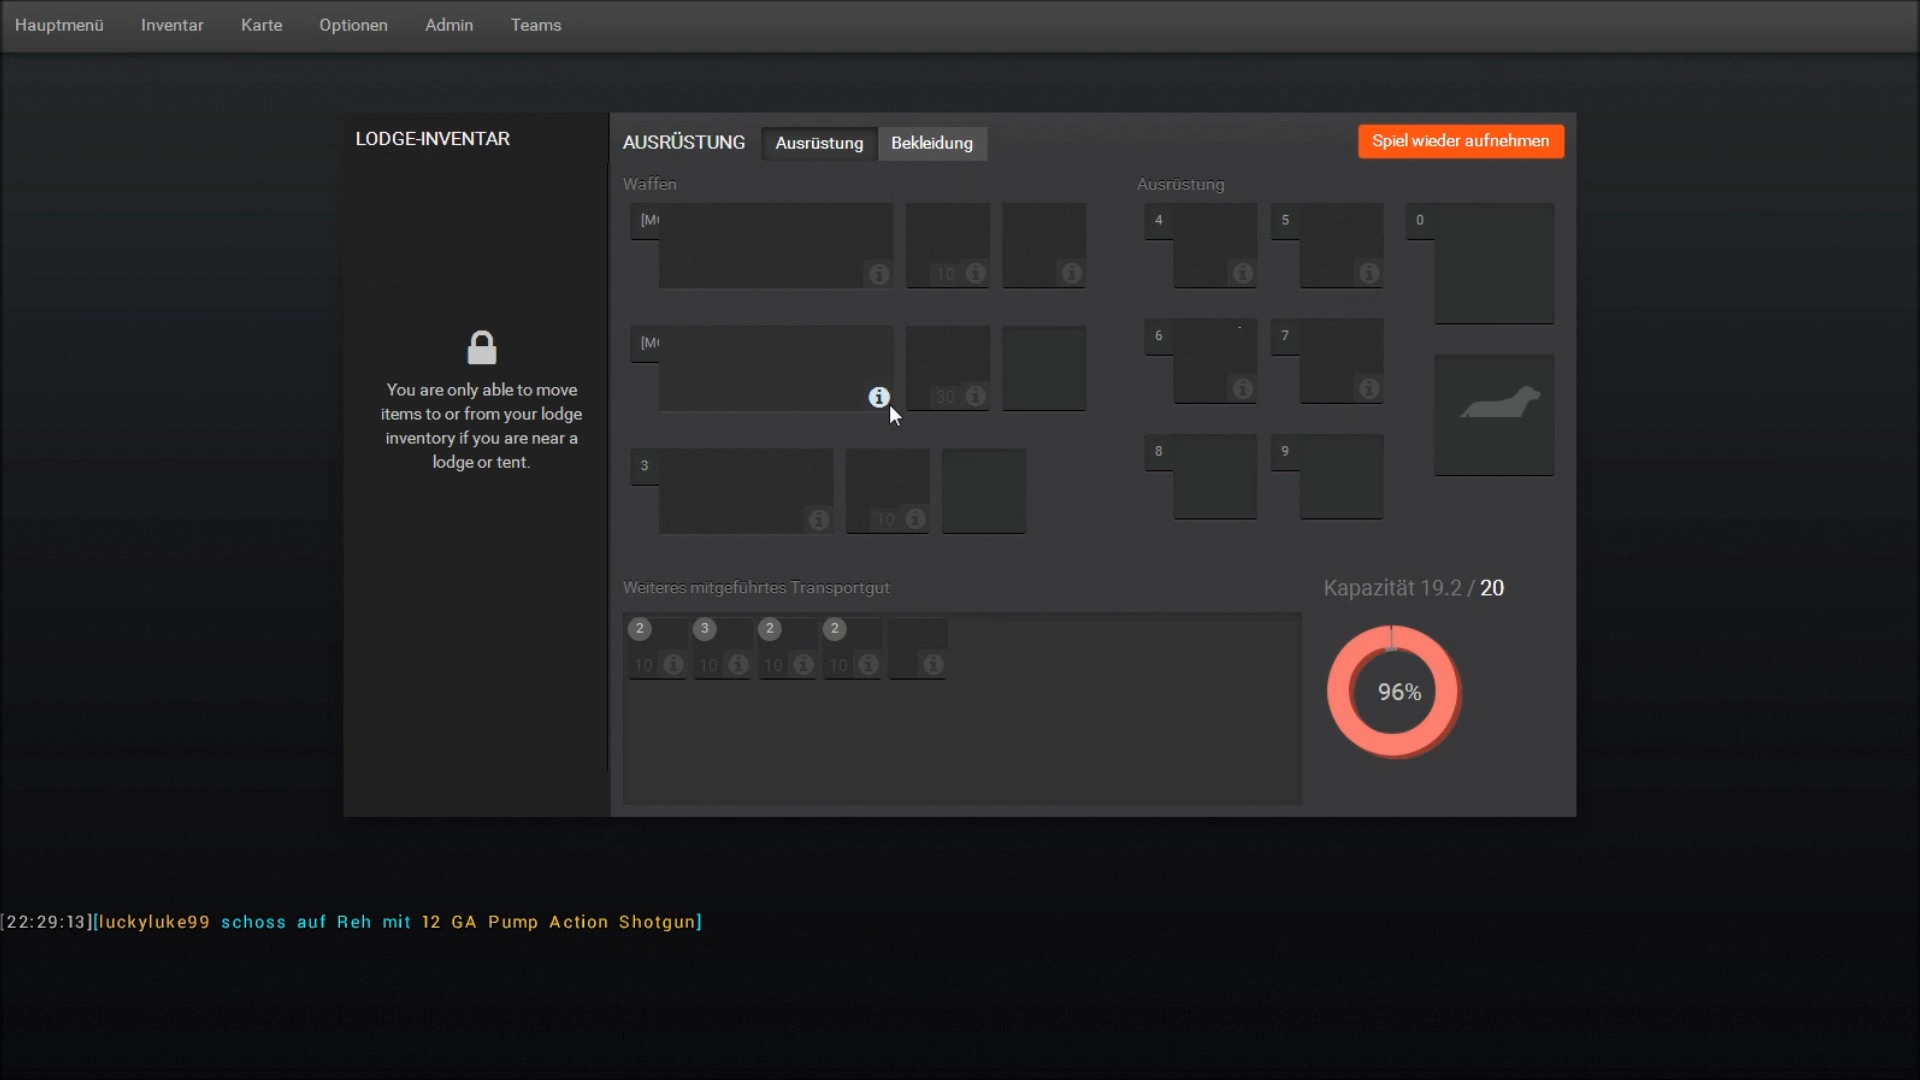 Hauptmenü Inventar Karte Optionen Admin Teams
LODGE-INVENTAR
You are only able to move
items to or from your lodge
inventory if you are near a
lodge or tent.
AUSRÜSTUNG Ausrüstung Bekleidung Spiel wieder aufnehmen
Waffen Ausrüstung
4 5 0
10
6 7
30
3 8 9
10
Weiteres mitgeführtes Transportgut
Kapazität 19.2 / 20
2 3 2 2
10 10 10 10
96%
[22:29:13][luckyluke99 schoss auf Reh mit 12 GA Pump Action Shotgun]